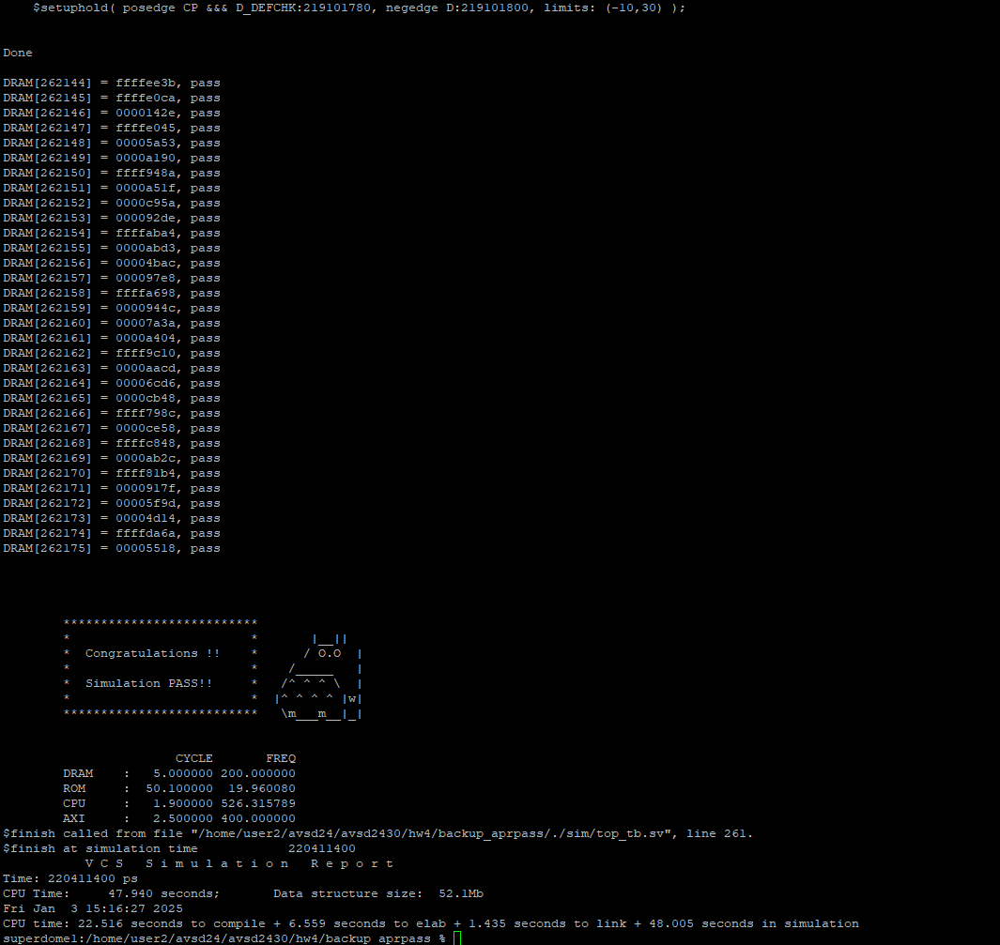 $setuphold( posedge CP &&& D_DEFCHK:219101780, negedge D:219101800, limits: (-10,30) );
Done
DRAM[262144] = ffffee3b, pass
DRAM[262145] = ffffe0ca, pass
DRAM[262146] = 0000142e, pass
DRAM[262147] = ffffe045, pass
DRAM[262148] = 00005a53, pass
DRAM[262149] = 0000a190, pass
DRAM[262150] = ffff948a, pass
DRAM[262151] = 0000a51f, pass
DRAM[262152] = 0000c95a, pass
DRAM[262153] = 000092de, pass
DRAM[262154] = ffffaba4, pass
DRAM[262155] = 0000abd3, pass
DRAM[262156] = 00004bac, pass
DRAM[262157] = 000097e8, pass
DRAM[262158] = ffffa698, pass
DRAM[262159] = 0000944c, pass
DRAM[262160] = 00007a3a, pass
DRAM[262161] = 0000a404, pass
DRAM[262162] = ffff9c10, pass
DRAM[262163] = 0000aacd, pass
DRAM[262164] = 00006cd6, pass
DRAM[262165] = 0000cb48, pass
DRAM[262166] = ffff798c, pass
DRAM[262167] = 0000ce58, pass
DRAM[262168] = ffffc848, pass
DRAM[262169] = 0000ab2c, pass
DRAM[262170] = ffff81b4, pass
DRAM[262171] = 0000917f, pass
DRAM[262172] = 00005f9d, pass
DRAM[262173] = 00004d14, pass
DRAM[262174] = ffffda6a, pass
DRAM[262175] = 00005518, pass
**************************
*                        *       |__||
*  Congratulations !!    *      / O.O  |
*                        *    /_____   |
*  Simulation PASS!!     *   /^ ^ ^ \  |
*                        *  |^ ^ ^ ^ |w|
**************************   \m___m__|_|
CYCLE FREQ
DRAM : 5.000000 200.000000
ROM : 50.100000 19.960080
CPU : 1.900000 526.315789
AXI : 2.500000 400.000000
$finish called from file "/home/user2/avsd24/avsd2430/hw4/backup_aprpass/./sim/top_tb.sv", line 261.
$finish at simulation time 220411400
V C S   S i m u l a t i o n   R e p o r t
Time: 220411400 ps
CPU Time: 47.940 seconds; Data structure size: 52.1Mb
Fri Jan  3 15:16:27 2025
CPU time: 22.516 seconds to compile + 6.559 seconds to elab + 1.435 seconds to link + 48.005 seconds in simulation
superdome1:/home/user2/avsd24/avsd2430/hw4/backup_aprpass %